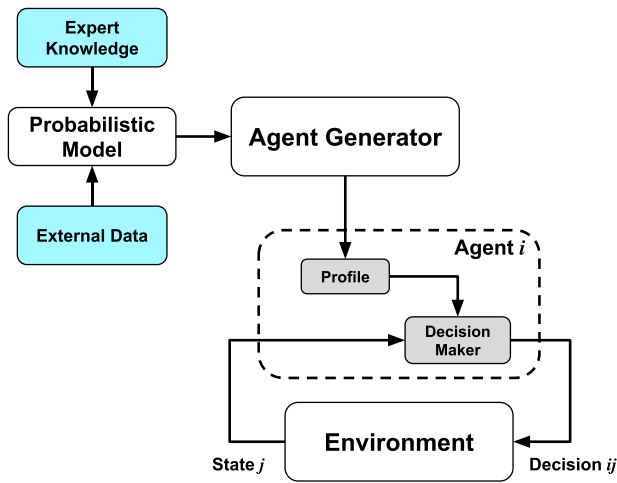 Expert
Knowledge
Probabilistic
Model
Agent Generator
External Data
Agent i
Profile
Decision
Maker
Environment
State j
Decision ij